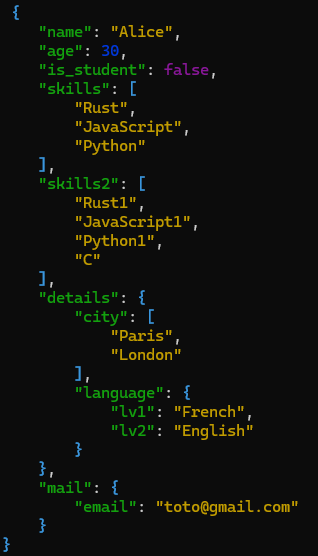 {
    "name": "Alice",
    "age": 30,
    "is_student": false,
    "skills": [
        "Rust",
        "JavaScript",
        "Python"
    ],
    "skills2": [
        "Rust1",
        "JavaScript1",
        "Python1",
        "C"
    ],
    "details": {
        "city": [
            "Paris",
            "London"
        ],
        "language": {
            "lv1": "French",
            "lv2": "English"
        }
    },
    "mail": {
        "email": "toto@gmail.com"
    }
}